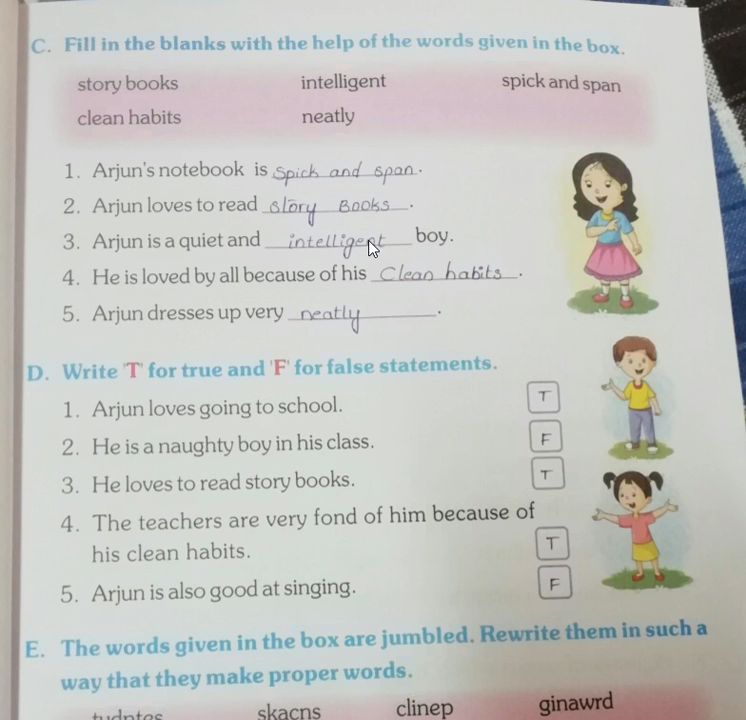 C. Fill in the blanks with the help of the words given in the box.
story books intelligent spick and span
clean habits neatly
1. Arjun's notebook is spick and span.
2. Arjun loves to read story Books.
3. Arjun is a quiet and intelligent boy.
4. He is loved by all because of his Clean habits.
5. Arjun dresses up very neatly.
D. Write 'T' for true and 'F' for false statements.
1. Arjun loves going to school. T
2. He is a naughty boy in his class. F
3. He loves to read story books. T
4. The teachers are very fond of him because of
his clean habits. T
5. Arjun is also good at singing. F
E. The words given in the box are jumbled. Rewrite them in such a
way that they make proper words.
tudntes skacns clinep ginawrd